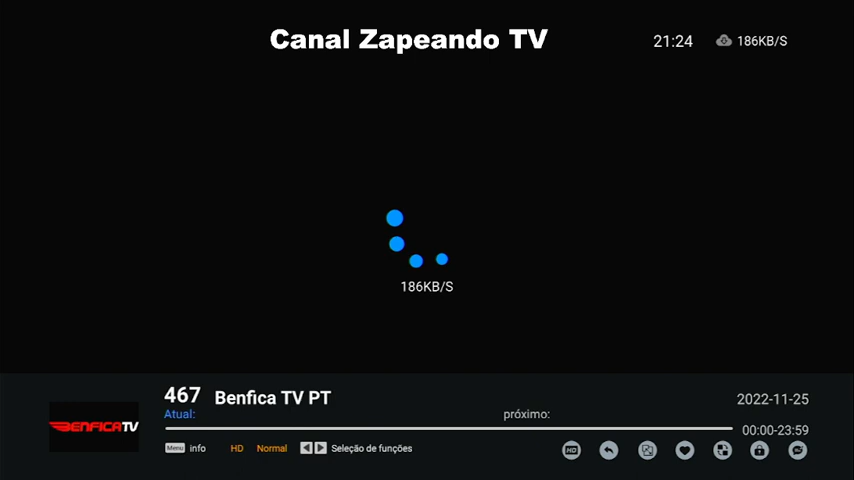 Canal Zapeando TV
21:24 186KB/S
186KB/S
467 Benfica TV PT 2022-11-25
Atual: próximo:
00:00-23:59
BENFICATV
Menu info HD Normal Seleção de funções HD